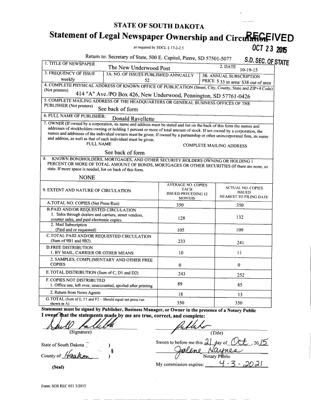 STATE OF SOUTH DAKOTA
Statement of Legal Newspaper Ownership and Circulation
RECEIVED
OCT 23 2015
S.D. SEC. OF STATE
as required by SDCL § 17-2-2.5
Return to: Secretary of State, 500 E. Capitol, Pierre, SD 57501-5077
1. TITLE OF NEWSPAPER
The New Underwood Post
2. DATE
10-19-15
3. FREQUENCY OF ISSUE
weekly
3A. NO. OF ISSUES PUBLISHED ANNUALLY
52
3B. ANNUAL SUBSCRIPTION
PRICE $ 35 in area/ $38 out of area
4. COMPLETE PHYSICAL ADDRESS OF KNOWN OFFICE OF PUBLICATION (Street, City, County, State and ZIP+4 Code)
(Not printers)
414 "A" Ave./PO Box 426, New Underwood, Pennington, SD 57761-0426
5. COMPLETE MAILING ADDRESS OF THE HEADQUARTERS OR GENERAL BUSINESS OFFICES OF THE
PUBLISHER (Not printer)
See back of form
6. FULL NAME OF PUBLISHER:
Donald Ravellette
7. OWNER (If owned by a corporation, its name and address must be stated and list on the back of this form the names and
addresses of stockholders owning or holding 1 percent or more of total amount of stock. If not owned by a corporation, the
names and addresses of the individual owners must be given. If owned by a partnership or other unincorporated firm, its name
and address, as well as that of each individual must be given.
FULL NAME
COMPLETE MAILING ADDRESS
See back of form
8. KNOWN BONDHOLDERS, MORTGAGES, AND OTHER SECURITY HOLDERS OWNING OR HOLDING 1
PERCENT OR MORE OF TOTAL AMOUNT OF BONDS, MORTGAGES OR OTHER SECURITIES (If there are none, so
state. If more space is needed, list on back of this form.
NONE
9. EXTENT AND NATURE OF CIRCULATION
AVERAGE NO. COPIES
EACH
ISSUED PRECEDING 12
MONTHS
ACTUAL NO. COPIES
ISSUED
NEAREST TO FILING DATE
A. TOTAL NO. COPIES (Net Press Run)
350
350
B. PAID AND/OR REQUESTED CIRCULATION
1. Sales through dealers and carriers, street vendors,
counter sales, and paid electronic copies.
128
132
2. Mail Subscription
(Paid and or requested)
105
109
C. TOTAL PAID AND/OR REQUESTED CIRCULATION
(Sum of 9B1 and 9B2)
233
241
D. FREE DISTRIBUTION
1. BY MAIL, CARRIER OR OTHER MEANS
10
11
2. SAMPLES, COMPLIMENTARY AND OTHER FREE
COPIES
0
0
E. TOTAL DISTRIBUTION (Sum of C, D1 and D2)
243
252
F. COPIES NOT DISTRIBUTED
1. Office use, left over, unaccounted, spoiled after printing
89
85
2. Return from News Agents
18
13
G. TOTAL (Sum of E, F1 and F2 - Should equal net press run
shown in A)
350
350
Statement must be signed by Publisher, Business Manager, or Owner in the presence of a Notary Public
I swear that the statements made by me are true, correct, and complete:
Publisher
(Signature)
(Title)
State of South Dakota
County of Haakon
(Seal)
Sworn to before me this 21 day of Oct. 2015
Notary Public
My commission expires: 4-3-2021
Form: SOS REC 051 3/2015